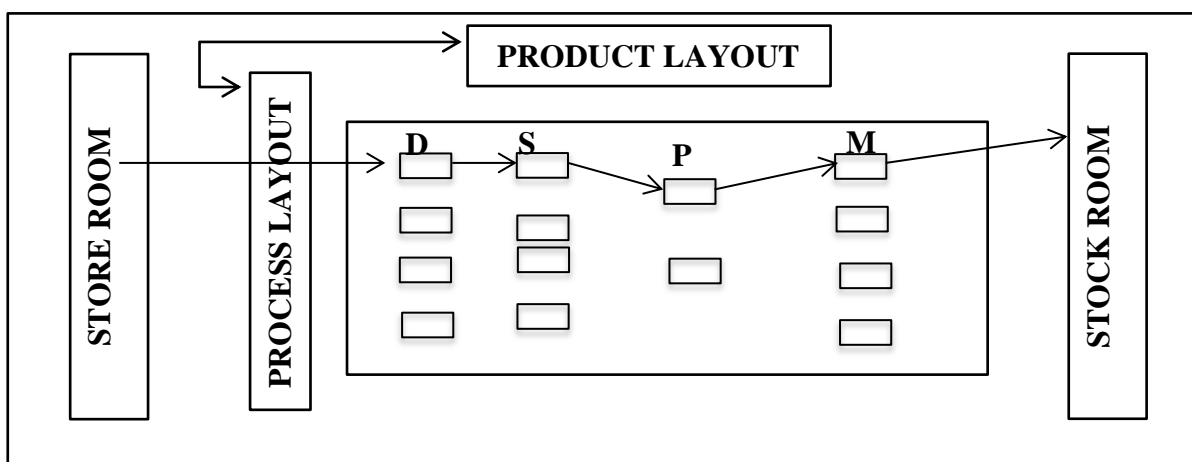 PRODUCT LAYOUT
STORE ROOM
PROCESS LAYOUT
D
S
P
M
STOCK ROOM